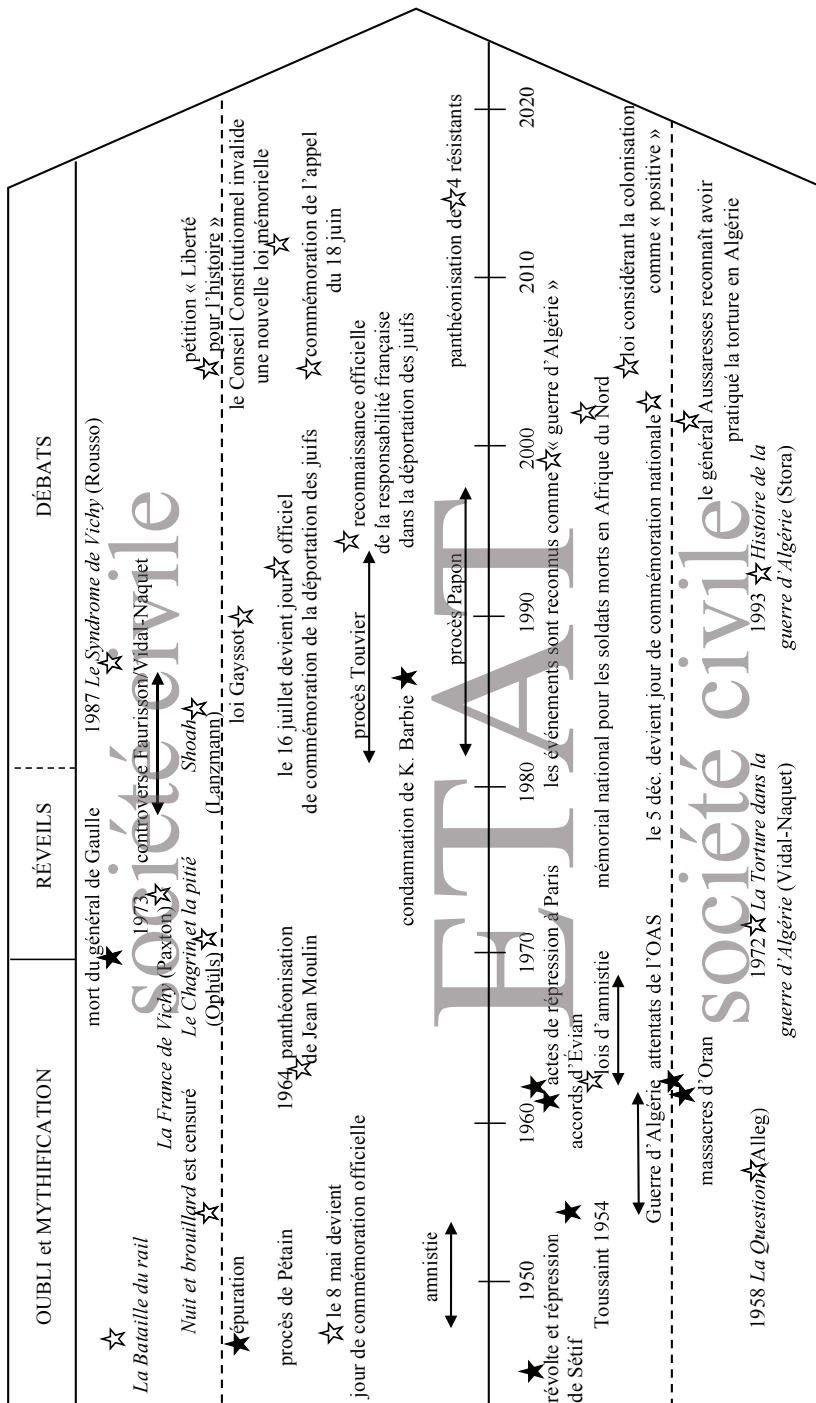 OUBLI et MYTHIFICATION
RÉVEILS
DÉBATS
mort du général de Gaulle
1987 Le Syndrome de Vichy (Rousso)
La Bataille du rail
1973
La France de Vichy (Paxton)
controverse Faurisson/Vidal-Naquet
Nuit et brouillard est censuré
Le Chagrin et la pitié
(Ophüls)
Shoah
(Lanzmann)
pétition « Liberté
pour l'histoire »
société civile
épuration
loi Gayssot
le Conseil Constitutionnel invalide
une nouvelle loi mémorielle
procès de Pétain
1964 panthéonisation
de Jean Moulin
le 16 juillet devient jour officiel
de commémoration de la déportation des juifs
commémoration de l'appel
du 18 juin
le 8 mai devient
jour de commémoration officielle
procès Touvier
reconnaissance officielle
de la responsabilité française
dans la déportation des juifs
condamnation de K. Barbie
amnistie
procès Papon
panthéonisation de 4 résistants
ETAT
1950
1960
1970
1980
1990
2000
2010
2020
révolte et répression
de Sétif
Toussaint 1954
actes de répression à Paris
accords d'Évian
lois d'amnistie
les événements sont reconnus comme « guerre d'Algérie »
mémorial national pour les soldats morts en Afrique du Nord
loi considérant la colonisation
comme « positive »
Guerre d'Algérie
attentats de l'OAS
le 5 déc. devient jour de commémoration nationale
massacres d'Oran
le général Aussaresses reconnaît avoir
pratiqué la torture en Algérie
société civile
1958 La Question (Alleg)
1972 La Torture dans la
guerre d'Algérie (Vidal-Naquet)
1993 Histoire de la
guerre d'Algérie (Stora)